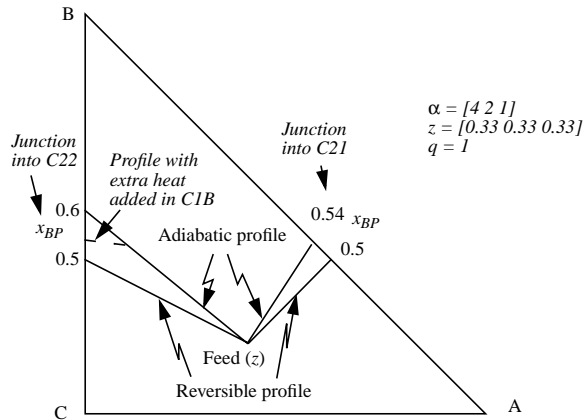 B
α = [4 2 1]
z = [0.33 0.33 0.33]
q = 1
Junction
into C22
Profile with
extra heat
added in C1B
Junction
into C21
0.6
x_BP
0.5
Adiabatic profile
0.54
x_BP
0.5
Feed (z)
Reversible profile
C
A